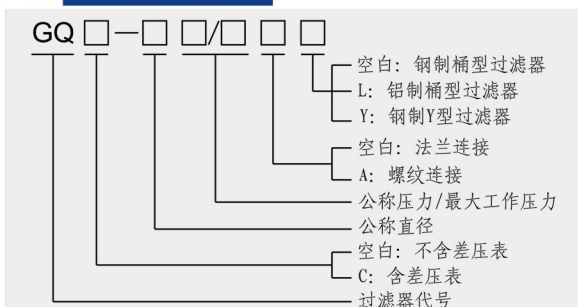 GQ □—□ □/□ □ □
空白: 钢制桶型过滤器
L: 铝制桶型过滤器
Y: 钢制Y型过滤器
空白: 法兰连接
A: 螺纹连接
公称压力/最大工作压力
公称直径
空白: 不含差压表
C: 含差压表
过滤器代号